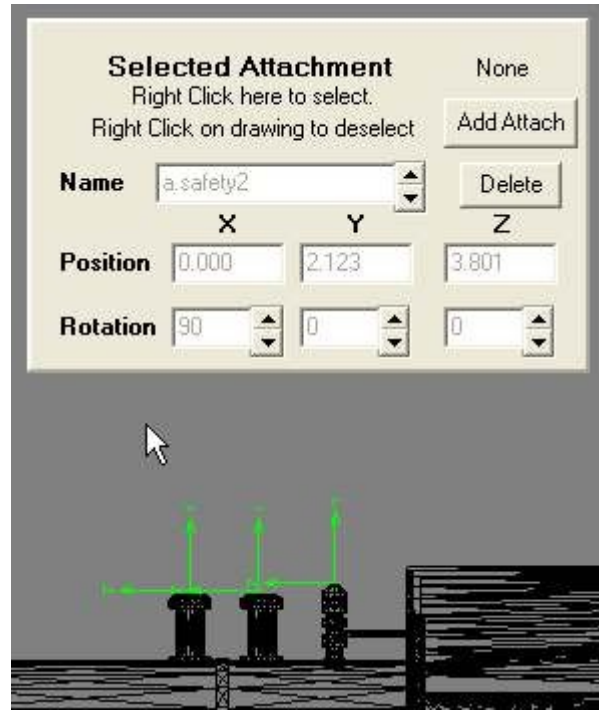 Selected Attachment None
Right Click here to select.
Right Click on drawing to deselect Add Attach
Name a.safety2 Delete
X Y Z
Position 0.000 2.123 3.801
Rotation 90 0 0